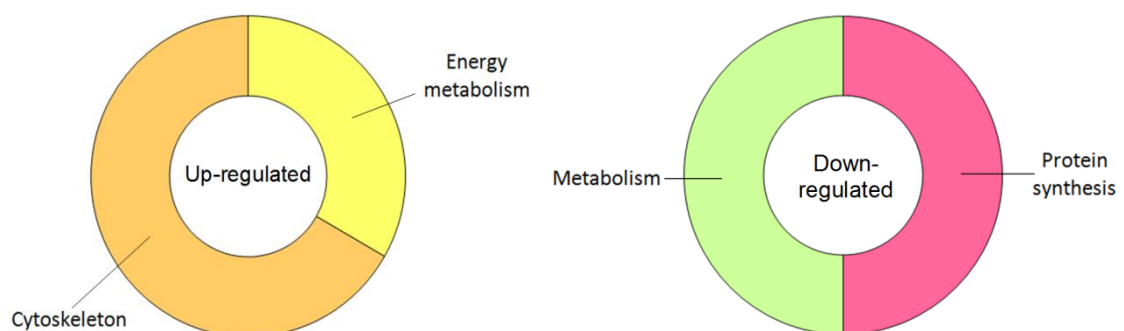 Energy
metabolism
Up-regulated
Cytoskeleton
Metabolism
Down-
regulated
Protein
synthesis